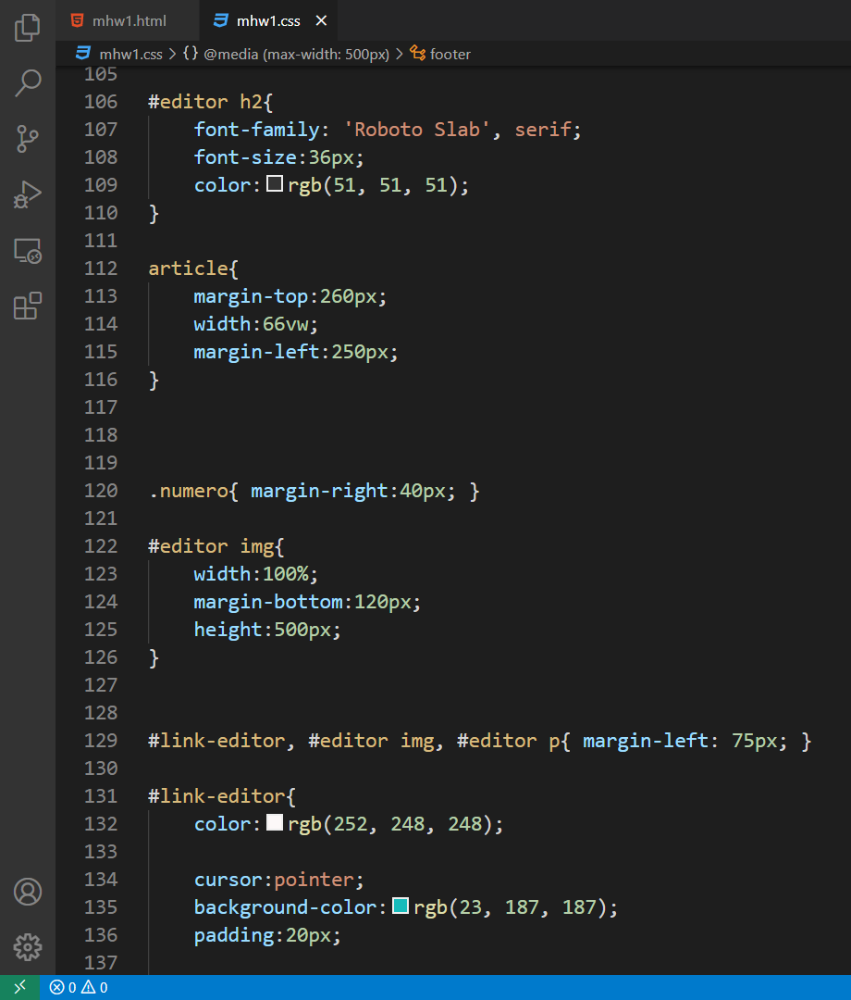 mhw1.html
mhw1.css
mhw1.css > {} @media (max-width: 500px) > footer
105
106 #editor h2{
107     font-family: 'Roboto Slab', serif;
108     font-size:36px;
109     color:rgb(51, 51, 51);
110 }
111
112 article{
113     margin-top:260px;
114     width:66vw;
115     margin-left:250px;
116 }
117
118
119
120 .numero{ margin-right:40px; }
121
122 #editor img{
123     width:100%;
124     margin-bottom:120px;
125     height:500px;
126 }
127
128
129 #link-editor, #editor img, #editor p{ margin-left: 75px; }
130
131 #link-editor{
132     color:rgb(252, 248, 248);
133
134     cursor:pointer;
135     background-color:rgb(23, 187, 187);
136     padding:20px;
137
0 0